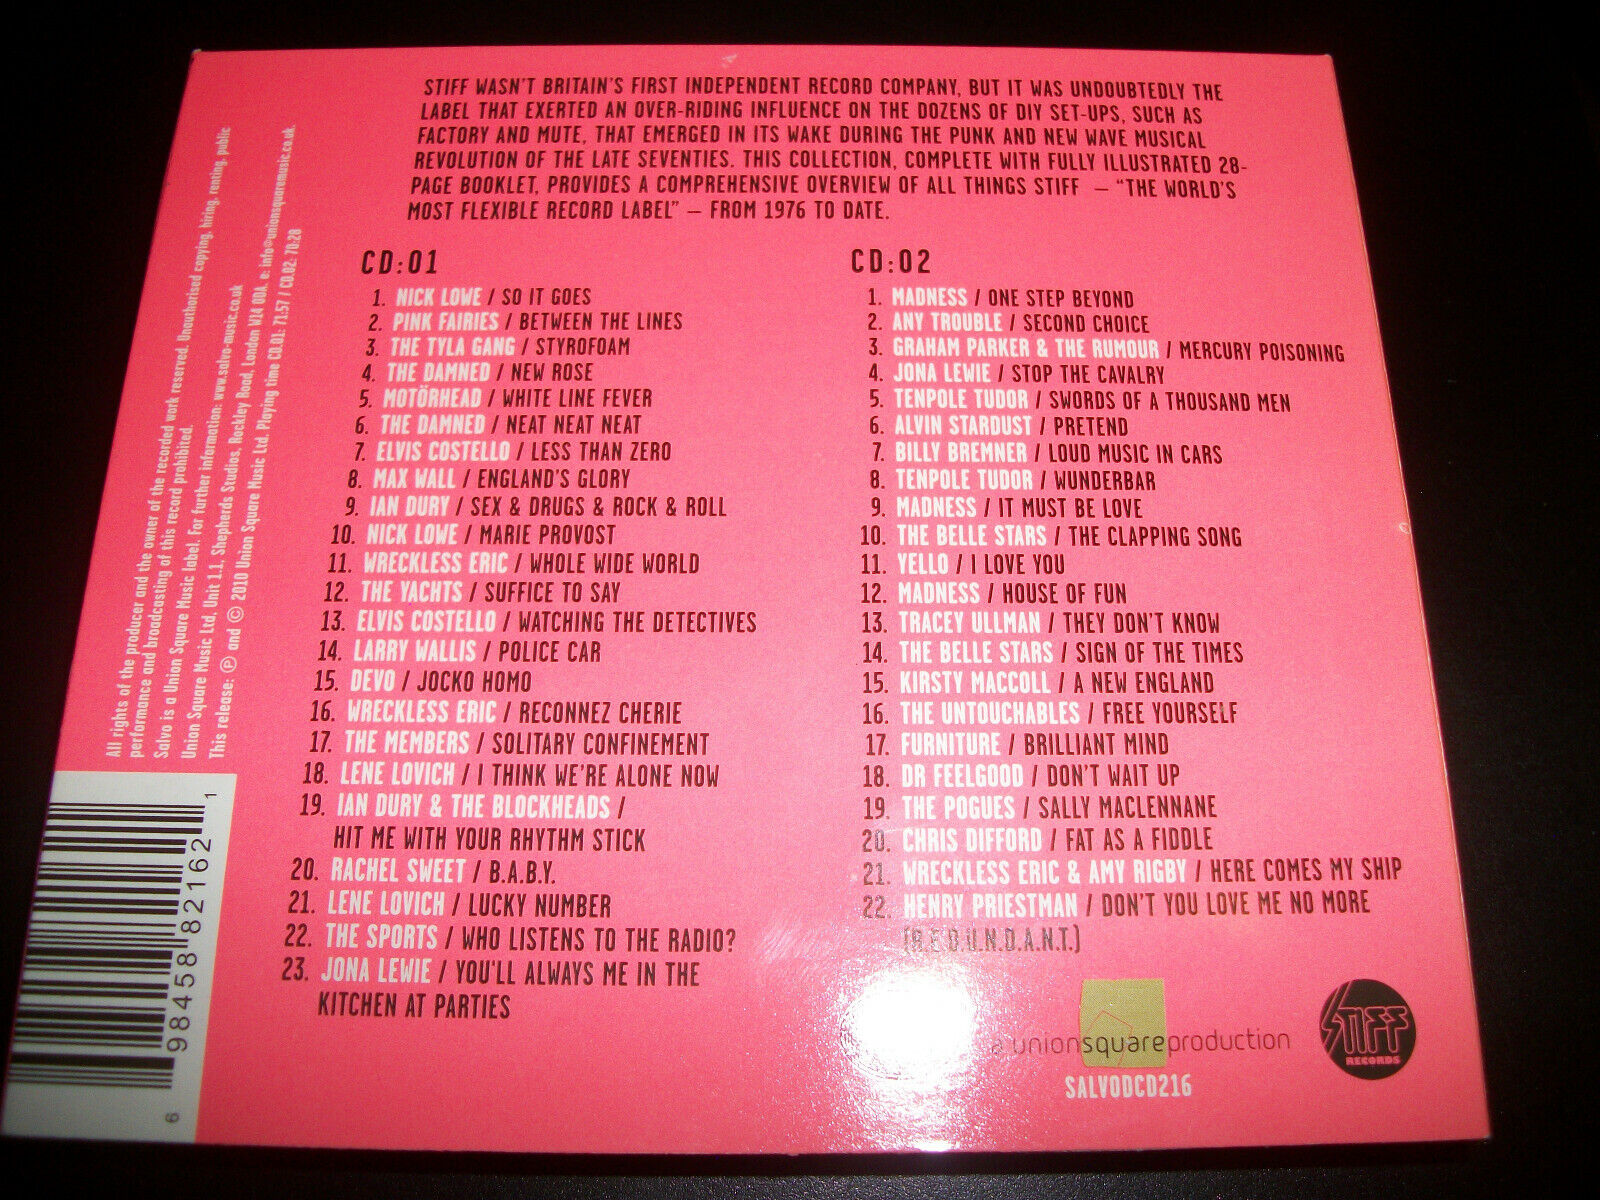 STIFF WASN'T BRITAIN'S FIRST INDEPENDENT RECORD COMPANY, BUT IT WAS UNDOUBTEDLY THE
LABEL THAT EXERTED AN OVER-RIDING INFLUENCE ON THE DOZENS OF DIY SET-UPS, SUCH AS
FACTORY AND MUTE, THAT EMERGED IN ITS WAKE DURING THE PUNK AND NEW WAVE MUSICAL
REVOLUTION OF THE LATE SEVENTIES. THIS COLLECTION, COMPLETE WITH FULLY ILLUSTRATED 28-
PAGE BOOKLET, PROVIDES A COMPREHENSIVE OVERVIEW OF ALL THINGS STIFF – "THE WORLD'S
MOST FLEXIBLE RECORD LABEL" – FROM 1976 TO DATE.
CD:01
1. NICK LOWE / SO IT GOES
2. PINK FAIRIES / BETWEEN THE LINES
3. THE TYLA GANG / STYROFOAM
4. THE DAMNED / NEW ROSE
5. MOTÖRHEAD / WHITE LINE FEVER
6. THE DAMNED / NEAT NEAT NEAT
7. ELVIS COSTELLO / LESS THAN ZERO
8. MAX WALL / ENGLAND'S GLORY
9. IAN DURY / SEX & DRUGS & ROCK & ROLL
10. NICK LOWE / MARIE PROVOST
11. WRECKLESS ERIC / WHOLE WIDE WORLD
12. THE YACHTS / SUFFICE TO SAY
13. ELVIS COSTELLO / WATCHING THE DETECTIVES
14. LARRY WALLIS / POLICE CAR
15. DEVO / JOCKO HOMO
16. WRECKLESS ERIC / RECONNEZ CHERIE
17. THE MEMBERS / SOLITARY CONFINEMENT
18. LENE LOVICH / I THINK WE'RE ALONE NOW
19. IAN DURY & THE BLOCKHEADS /
HIT ME WITH YOUR RHYTHM STICK
20. RACHEL SWEET / B.A.B.Y.
21. LENE LOVICH / LUCKY NUMBER
22. THE SPORTS / WHO LISTENS TO THE RADIO?
23. JONA LEWIE / YOU'LL ALWAYS ME IN THE
KITCHEN AT PARTIES
CD:02
1. MADNESS / ONE STEP BEYOND
2. ANY TROUBLE / SECOND CHOICE
3. GRAHAM PARKER & THE RUMOUR / MERCURY POISONING
4. JONA LEWIE / STOP THE CAVALRY
5. TENPOLE TUDOR / SWORDS OF A THOUSAND MEN
6. ALVIN STARDUST / PRETEND
7. BILLY BREMNER / LOUD MUSIC IN CARS
8. TENPOLE TUDOR / WUNDERBAR
9. MADNESS / IT MUST BE LOVE
10. THE BELLE STARS / THE CLAPPING SONG
11. YELLO / I LOVE YOU
12. MADNESS / HOUSE OF FUN
13. TRACEY ULLMAN / THEY DON'T KNOW
14. THE BELLE STARS / SIGN OF THE TIMES
15. KIRSTY MACCOLL / A NEW ENGLAND
16. THE UNTOUCHABLES / FREE YOURSELF
17. FURNITURE / BRILLIANT MIND
18. DR FEELGOOD / DON'T WAIT UP
19. THE POGUES / SALLY MACLENNANE
20. CHRIS DIFFORD / FAT AS A FIDDLE
21. WRECKLESS ERIC & AMY RIGBY / HERE COMES MY SHIP
22. HENRY PRIESTMAN / DON'T YOU LOVE ME NO MORE
(R.E.D.U.N.D.A.N.T.)
a unionsquareproduction
SALVODCD216
STIFF
RECORDS
All rights of the producer and the owner of the recorded work reserved. Unauthorised copying, hiring, renting, public
performance and broadcasting of this record prohibited.
Salvo is a Union Square Music label. For further information: www.salvo-music.co.uk
Union Square Music Ltd, Unit 1.1, Shepherds Studios, Rockley Road, London W14 0DA. e: info@unionsquaremusic.co.uk.
This release: ℗ and © 2010 Union Square Music Ltd. Playing time CD.01: 71:57 / CD.02: 70:28
6 98458 82162 1